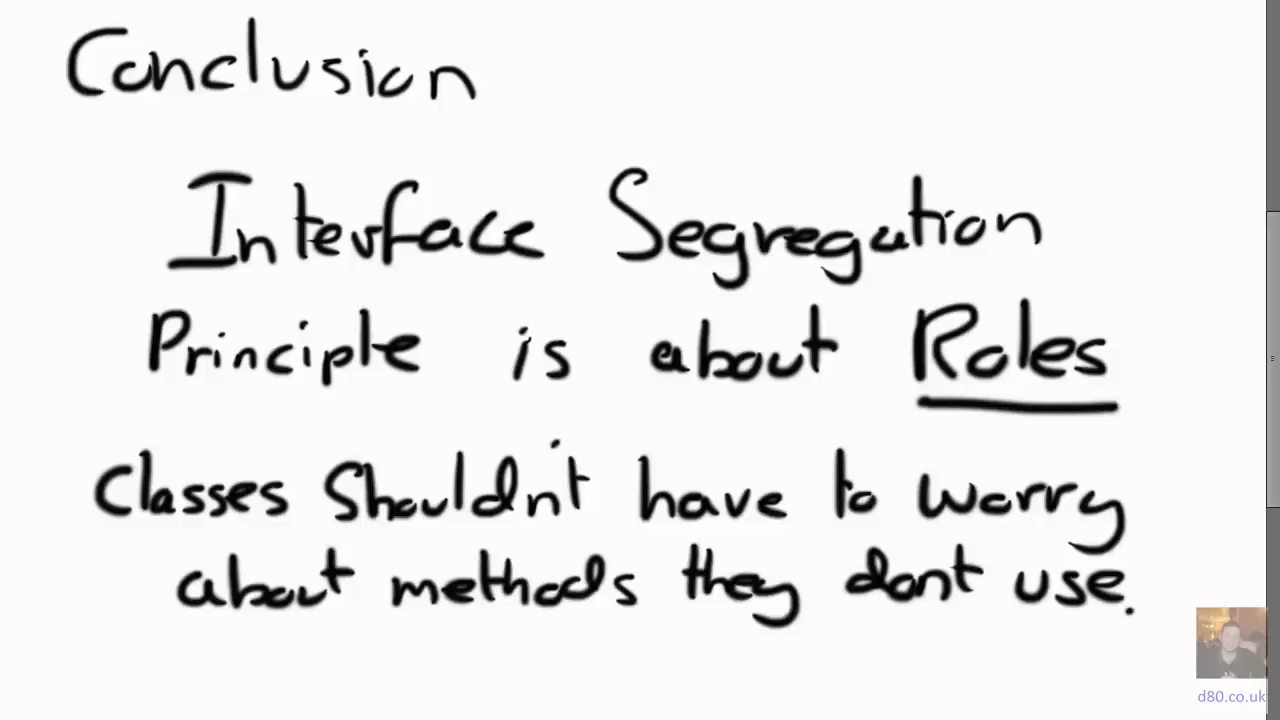 Conclusion
Interface Segregation
Principle is about Roles
Classes Shouldn't have to worry
about methods they dont use.
d80.co.uk